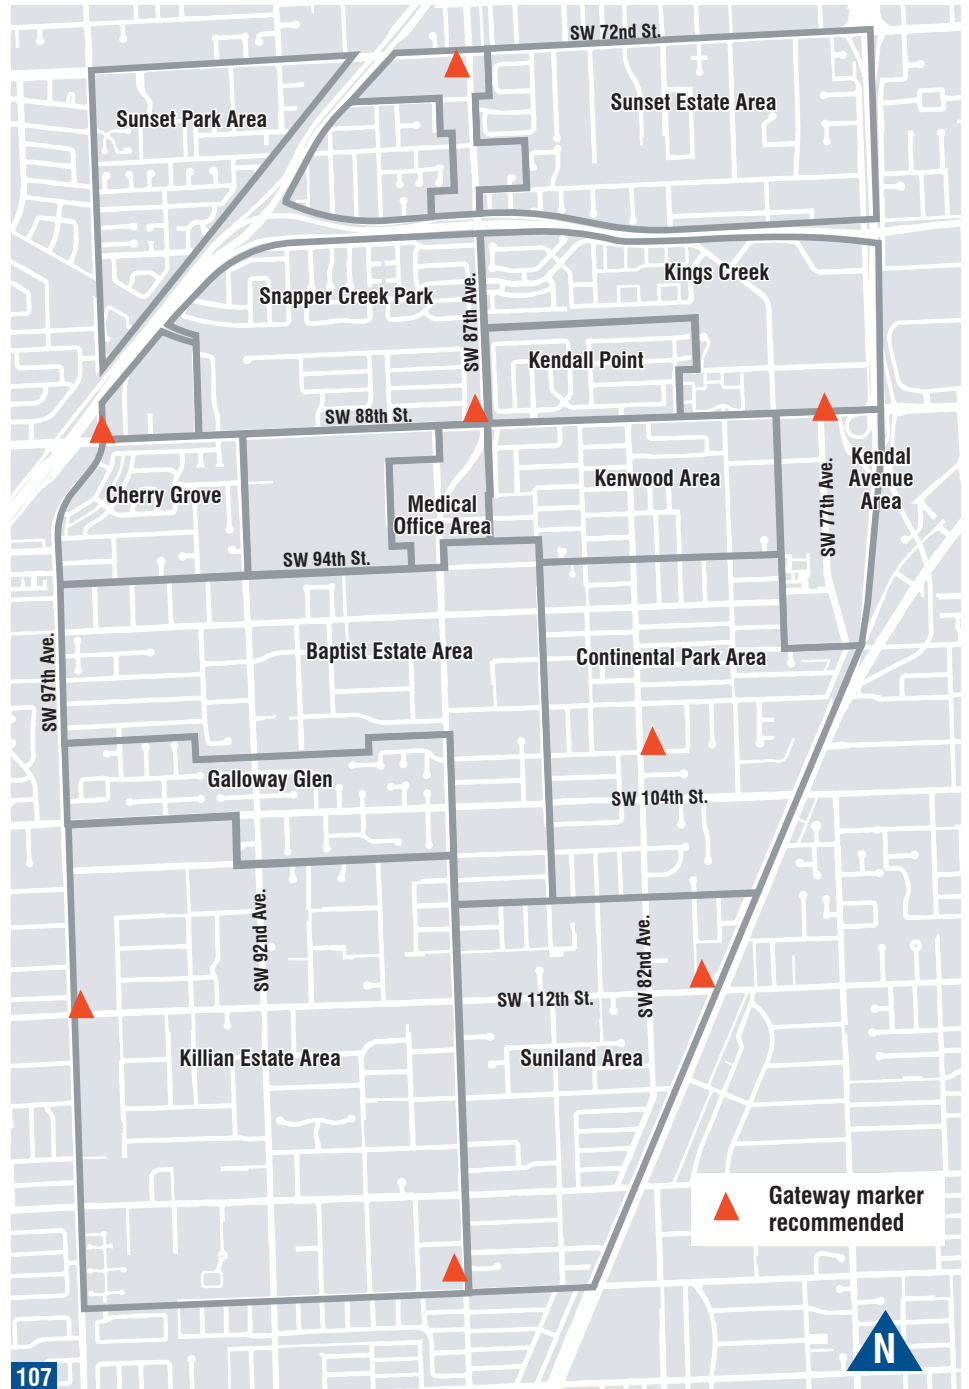 SW 72nd St.
Sunset Estate Area
Sunset Park Area
Kings Creek
Snapper Creek Park
SW 87th Ave.
Kendall Point
SW 88th St.
Kendal
Avenue
Area
Kenwood Area
Cherry Grove
Medical
Office Area
SW 77th Ave.
SW 94th St.
Baptist Estate Area
Continental Park Area
SW 97th Ave.
Galloway Glen
SW 104th St.
SW 92nd Ave.
SW 82nd Ave.
SW 112th St.
Killian Estate Area
Suniland Area
Gateway marker
recommended
N
107